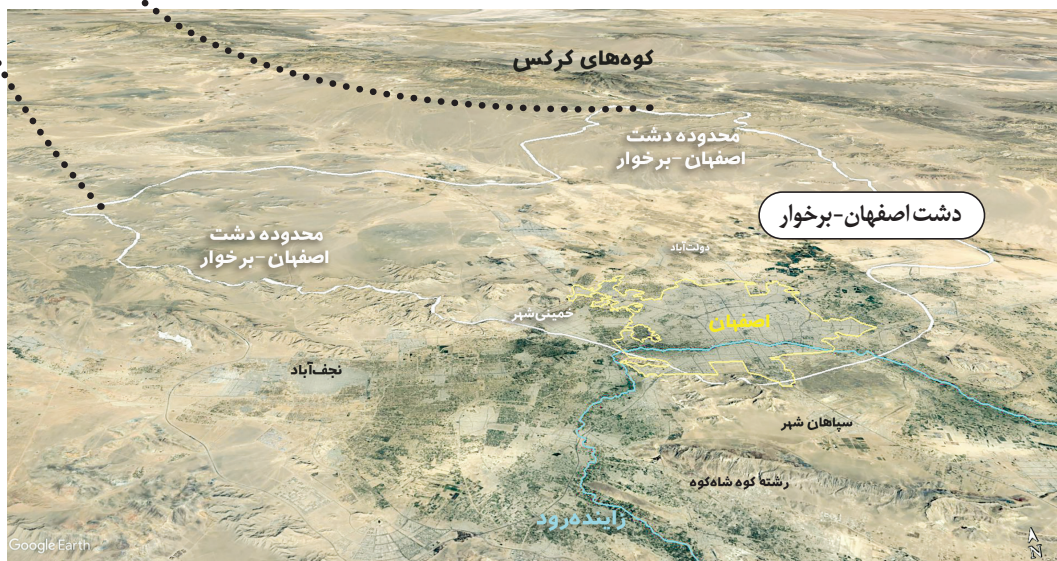 کوه‌های کرکس
محدوده دشت
اصفهان-برخوار
دشت اصفهان-برخوار
محدوده دشت
اصفهان-برخوار
دولت‌آباد
خمینی‌شهر
اصفهان
نجف‌آباد
سپاهان شهر
رشته کوه شاه‌کوه
زاینده‌رود
Google Earth
N